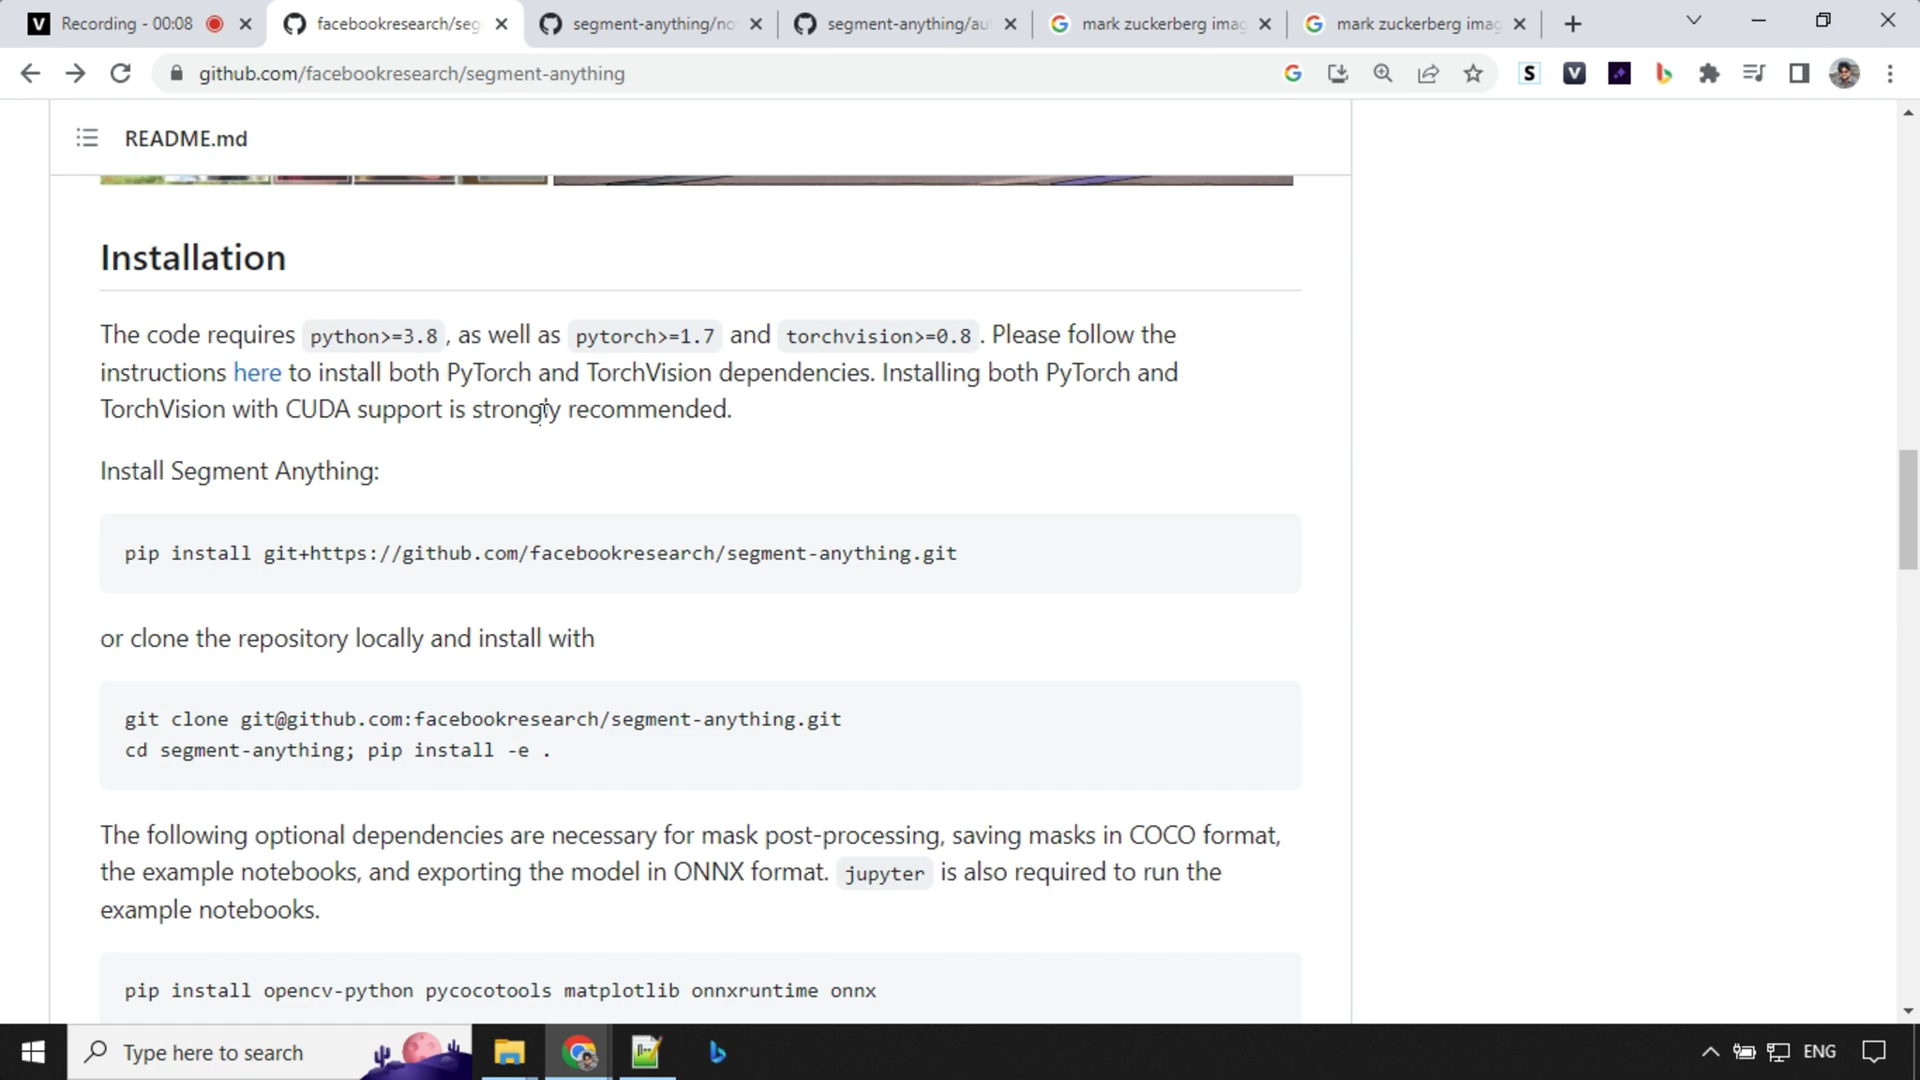 Recording - 00:08
facebookresearch/seg
segment-anything/no
segment-anything/au
mark zuckerberg imag
mark zuckerberg imag
github.com/facebookresearch/segment-anything
README.md
Installation
The code requires python>=3.8, as well as pytorch>=1.7 and torchvision>=0.8. Please follow the
instructions here to install both PyTorch and TorchVision dependencies. Installing both PyTorch and
TorchVision with CUDA support is strongly recommended.
Install Segment Anything:
pip install git+https://github.com/facebookresearch/segment-anything.git
or clone the repository locally and install with
git clone git@github.com:facebookresearch/segment-anything.git
cd segment-anything; pip install -e .
The following optional dependencies are necessary for mask post-processing, saving masks in COCO format,
the example notebooks, and exporting the model in ONNX format. jupyter is also required to run the
example notebooks.
pip install opencv-python pycocotools matplotlib onnxruntime onnx
Type here to search
ENG